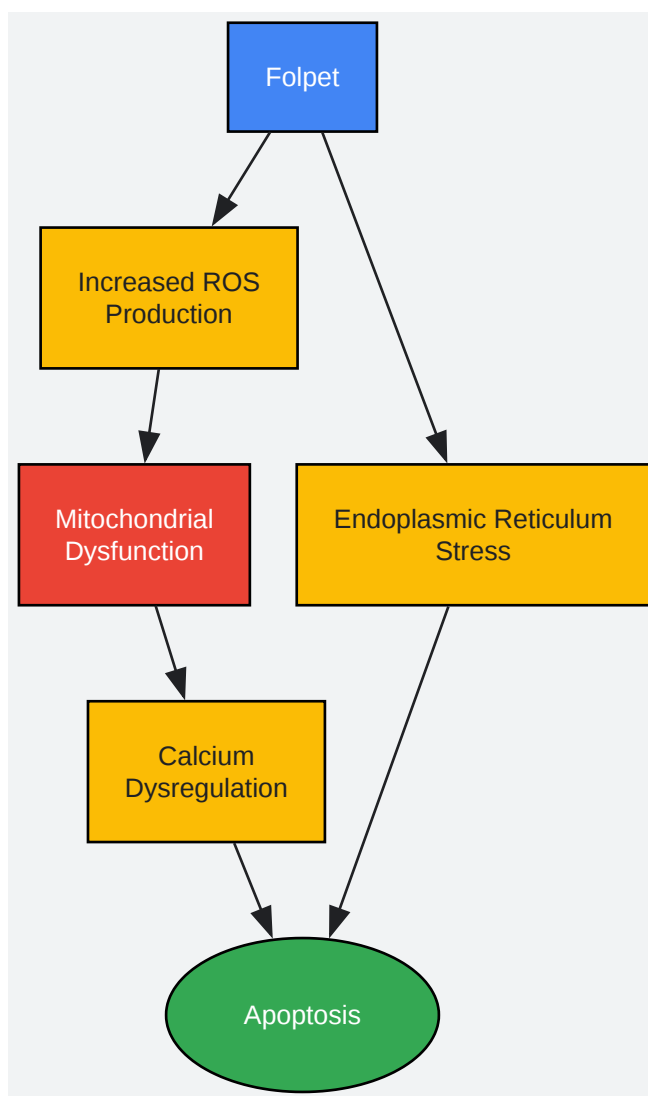 Folpet
Increased ROS
Production
Mitochondrial
Dysfunction
Endoplasmic Reticulum
Stress
Calcium
Dysregulation
Apoptosis